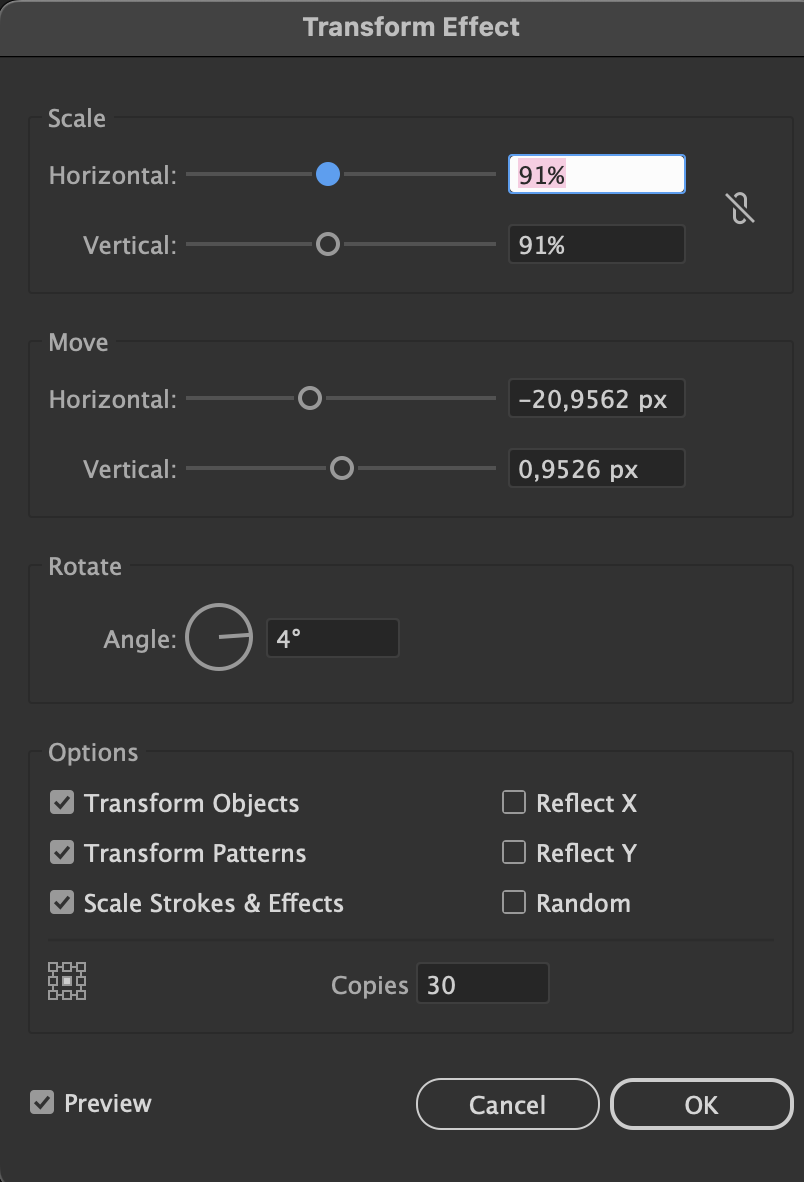 Transform Effect
Scale
Horizontal: 91%
Vertical: 91%
Move
Horizontal: −20,9562 px
Vertical: 0,9526 px
Rotate
Angle: 4°
Options
Transform Objects Reflect X
Transform Patterns Reflect Y
Scale Strokes & Effects Random
Copies 30
Preview Cancel OK